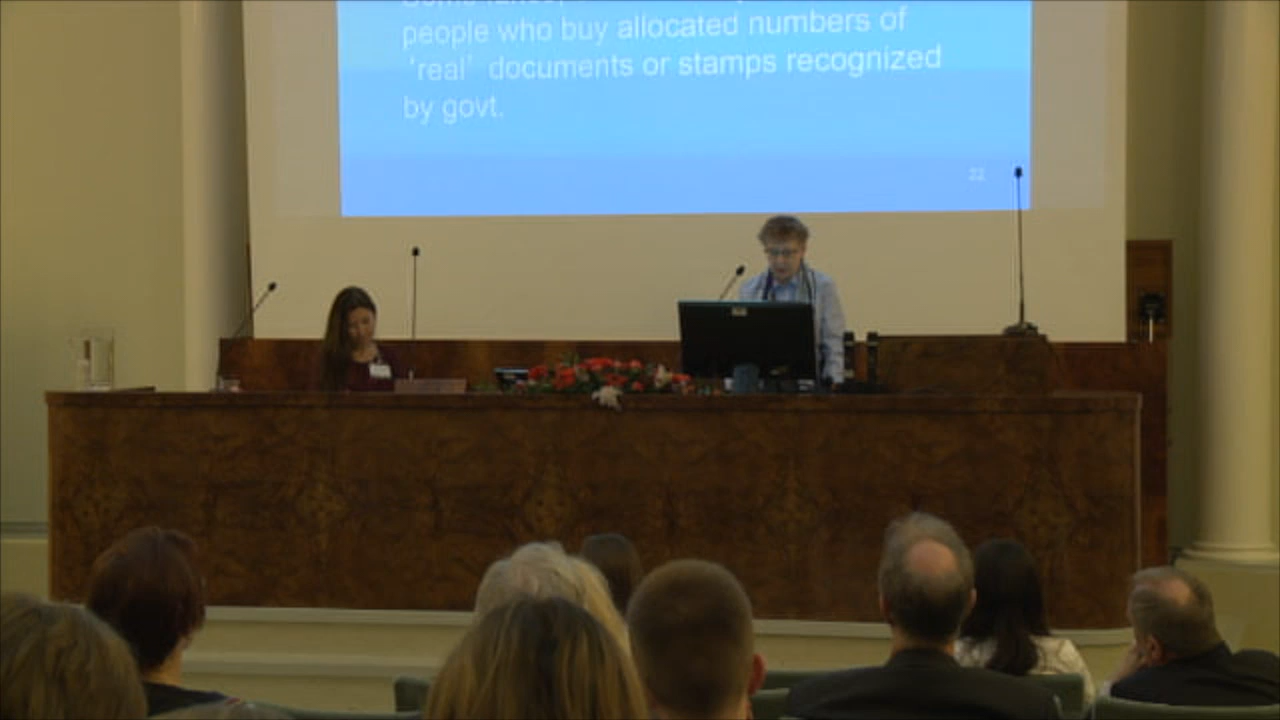 people who buy allocated numbers of
‘real’ documents or stamps recognized
by govt.
22